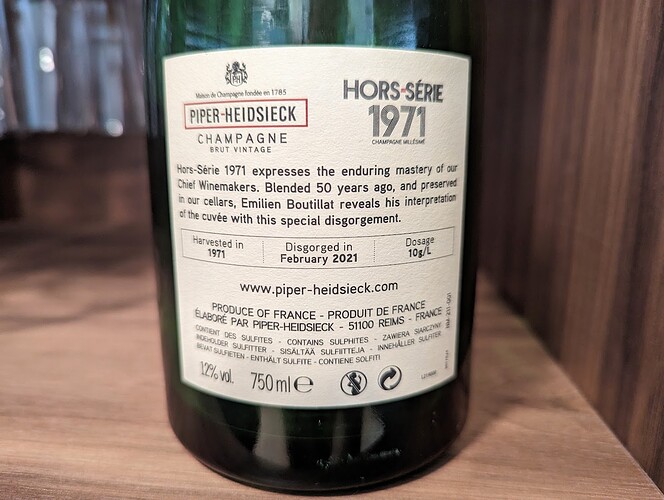 Maison de Champagne fondée en 1785
PIPER-HEIDSIECK
CHAMPAGNE
BRUT VINTAGE
HORS-SÉRIE
1971
CHAMPAGNE MILLÉSIMÉ
Hors-Série 1971 expresses the enduring mastery of our
Chief Winemakers. Blended 50 years ago, and preserved
in our cellars, Emilien Boutillat reveals his interpretation
of the cuvée with this special disgorgement.
Harvested in
1971
Disgorged in
February 2021
Dosage
10g/L
www.piper-heidsieck.com
PRODUCE OF FRANCE - PRODUIT DE FRANCE
ÉLABORÉ PAR PIPER-HEIDSIECK - 51100 REIMS - FRANCE
CONTIENT DES SULFITES - CONTAINS SULPHITES - ZAWIERA SIARCZYNY
INDEHOLDER SULFITTER - SISÄLTÄÄ SULFIITTEJA - INNEHÅLLER SULFITER
BEVAT SULFIETEN - ENTHÄLT SULFITE - CONTIENE SOLFITI
12% vol. 750 ml e